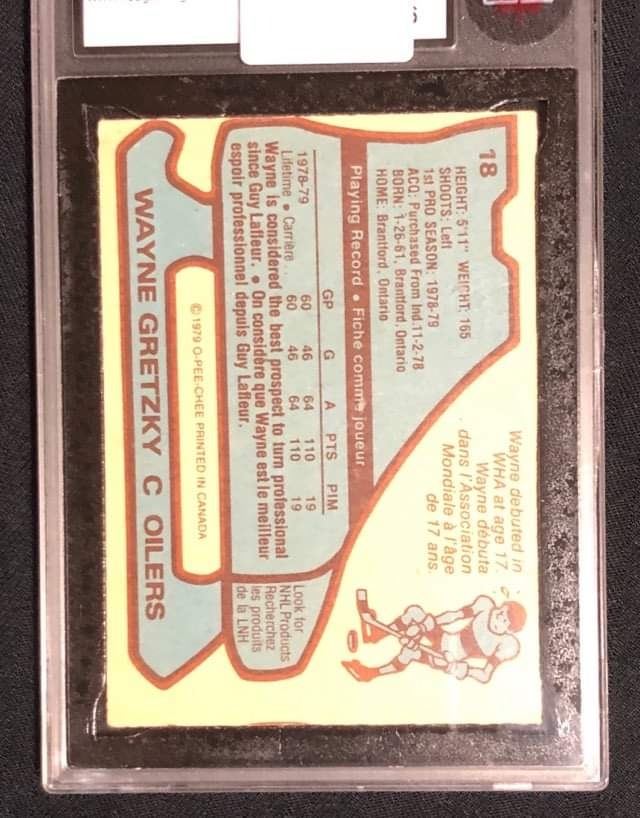 18
HEIGHT: 5'11" WEIGHT: 165
SHOOTS: Left
1st PRO SEASON: 1978-79
ACQ: Purchased From Ind. 11-2-78
BORN: 1-26-61, Brantford, Ontario
HOME: Brantford, Ontario
Wayne debuted in
WHA at age 17.
Wayne débuta
dans l'Association
Mondiale à l'âge
de 17 ans.
Playing Record • Fiche comme joueur
GP G A PTS PIM
1978-79 60 46 64 110 19
Lifetime • Carrière.. 60 46 64 110 19
Wayne is considered the best prospect to turn professional
since Guy Lafleur. • On considère que Wayne est le meilleur
espoir professionnel depuis Guy Lafleur.
Look for
NHL Products
Recherchez
les produits
de la LNH
© 1979 O-PEE-CHEE PRINTED IN CANADA
WAYNE GRETZKY C OILERS